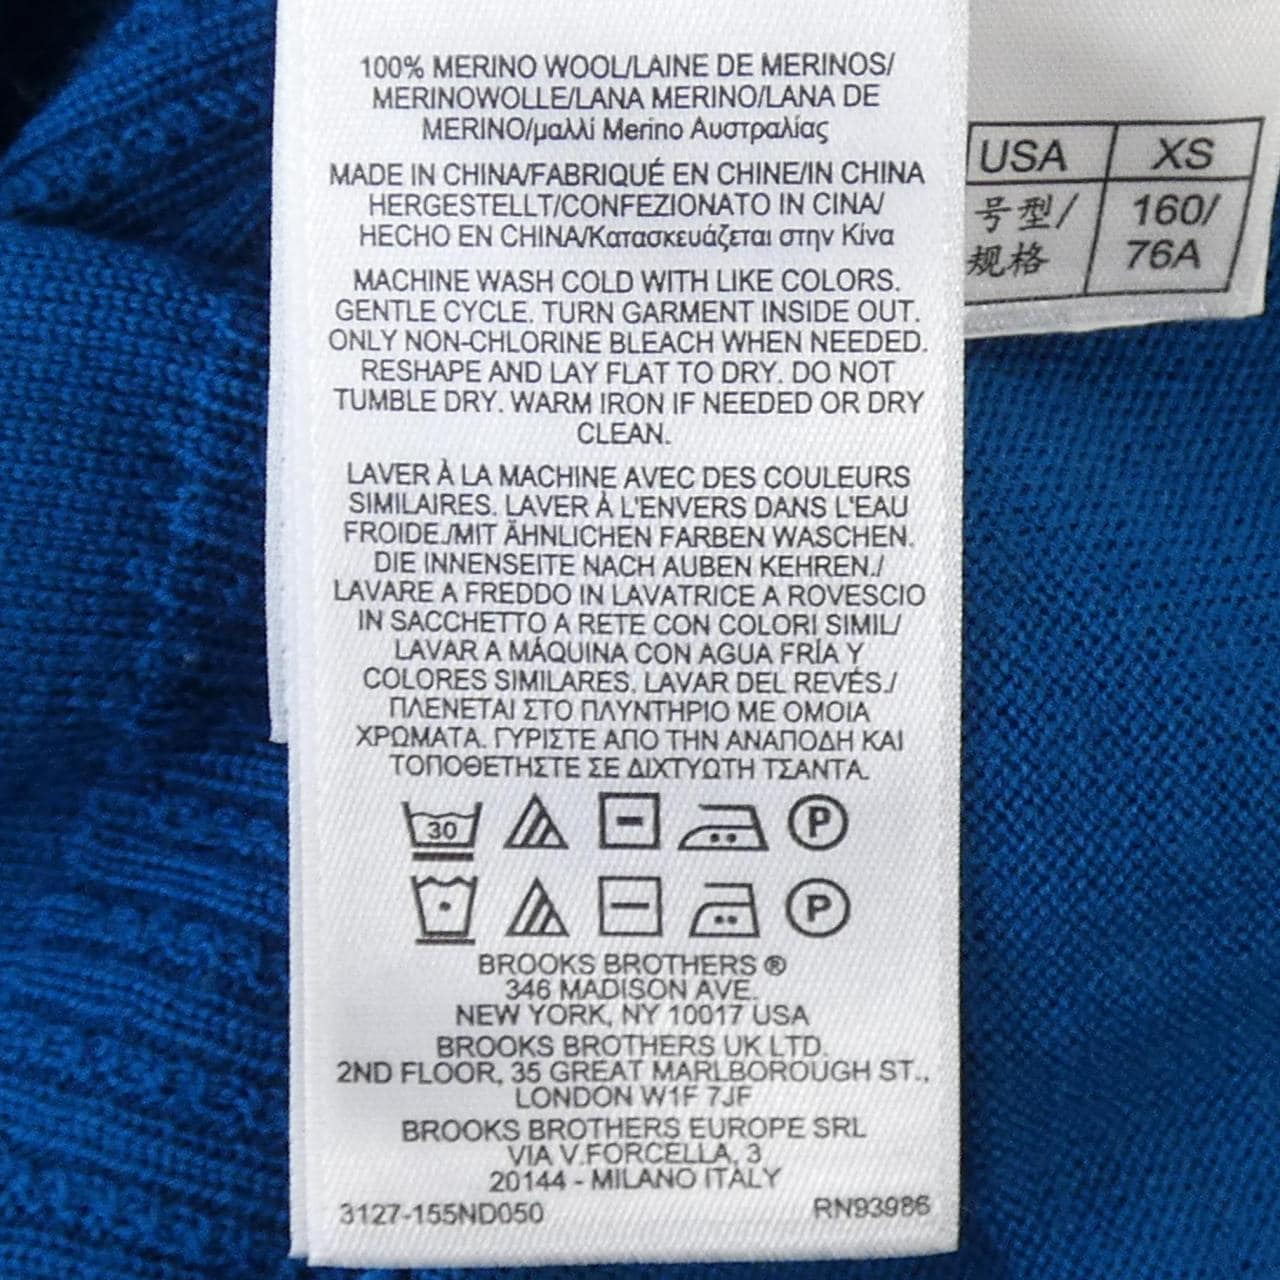 100% MERINO WOOL/LAINE DE MERINOS/
MERINOWOLLE/LANA MERINO/LANA DE
MERINO/μαλλί Merino Αυστραλίας
MADE IN CHINA/FABRIQUÉ EN CHINE/IN CHINA
HERGESTELLT/CONFEZIONATO IN CINA/
HECHO EN CHINA/Κατασκευάζεται στην Κίνα
MACHINE WASH COLD WITH LIKE COLORS.
GENTLE CYCLE. TURN GARMENT INSIDE OUT.
ONLY NON-CHLORINE BLEACH WHEN NEEDED.
RESHAPE AND LAY FLAT TO DRY. DO NOT
TUMBLE DRY. WARM IRON IF NEEDED OR DRY
CLEAN.
LAVER À LA MACHINE AVEC DES COULEURS
SIMILAIRES. LAVER À L'ENVERS DANS L'EAU
FROIDE./MIT ÄHNLICHEN FARBEN WASCHEN.
DIE INNENSEITE NACH AUBEN KEHREN./
LAVARE A FREDDO IN LAVATRICE A ROVESCIO
IN SACCHETTO A RETE CON COLORI SIMIL/
LAVAR A MÁQUINA CON AGUA FRÍA Y
COLORES SIMILARES. LAVAR DEL REVÉS./
ΠΛΕΝΕΤΑΙ ΣΤΟ ΠΛΥΝΤΗΡΙΟ ΜΕ ΟΜΟΙΑ
ΧΡΩΜΑΤΑ. ΓΥΡΙΣΤΕ ΑΠΟ ΤΗΝ ΑΝΑΠΟΔΗ ΚΑΙ
ΤΟΠΟΘΕΤΗΣΤΕ ΣΕ ΔΙΧΤΥΩΤΗ ΤΣΑΝΤΑ.
30 P
P
BROOKS BROTHERS ®
346 MADISON AVE.
NEW YORK, NY 10017 USA
BROOKS BROTHERS UK LTD.
2ND FLOOR, 35 GREAT MARLBOROUGH ST.,
LONDON W1F 7JF
BROOKS BROTHERS EUROPE SRL
VIA V.FORCELLA, 3
20144 - MILANO ITALY
3127-155ND050 RN93986
USA XS
号型/ 160/
规格 76A